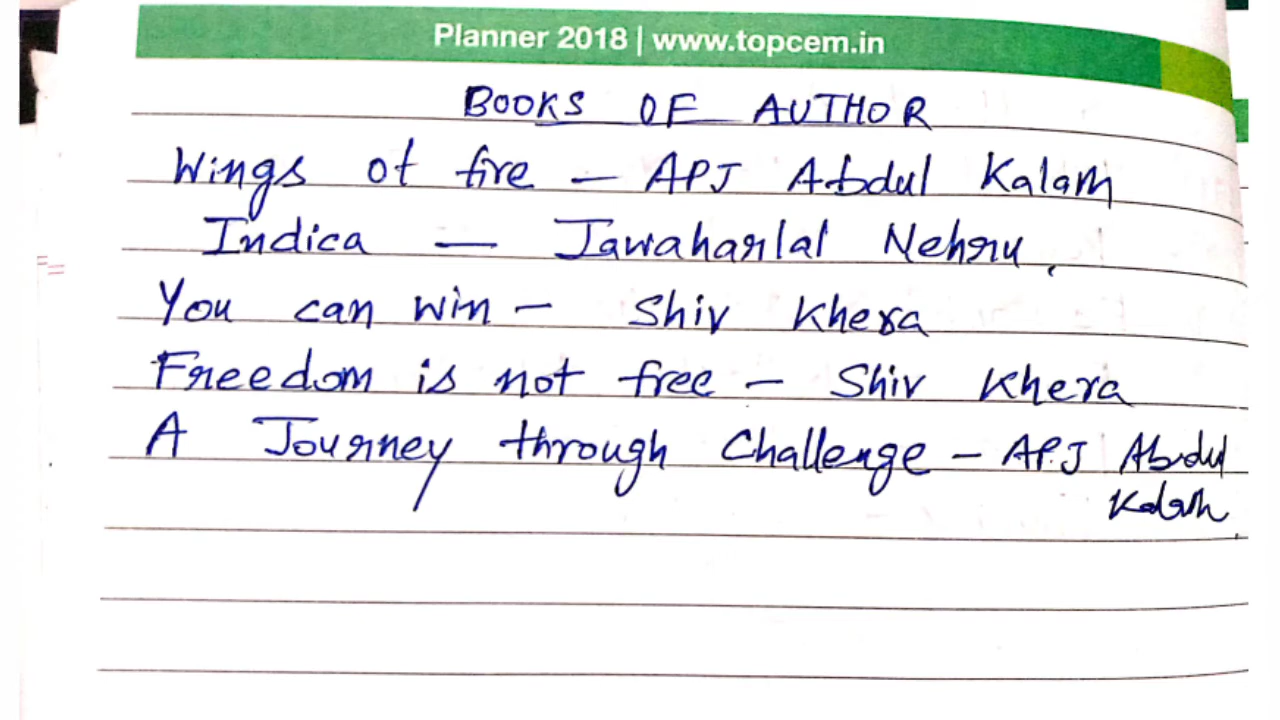 Planner 2018 | www.topcem.in
BOOKS OF AUTHOR
Wings of fire - APJ Abdul Kalam
Indica - Jawaharlal Nehru.
You can win - Shiv Khera
Freedom is not free - Shiv Khera
A Journey through Challenge - APJ Abdul
Kalam.